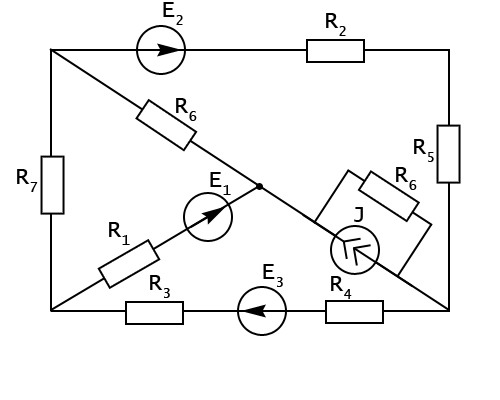 E₂
R₂
R₆
R₅
R₇
E₁
R₆
J
R₁
E₃
R₃
R₄